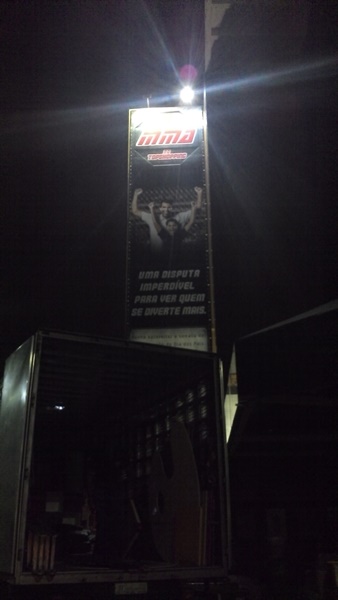 MMA
UMA DISPUTA
IMPERDÍVEL
PARA VER QUEM
SE DIVERTE MAIS.